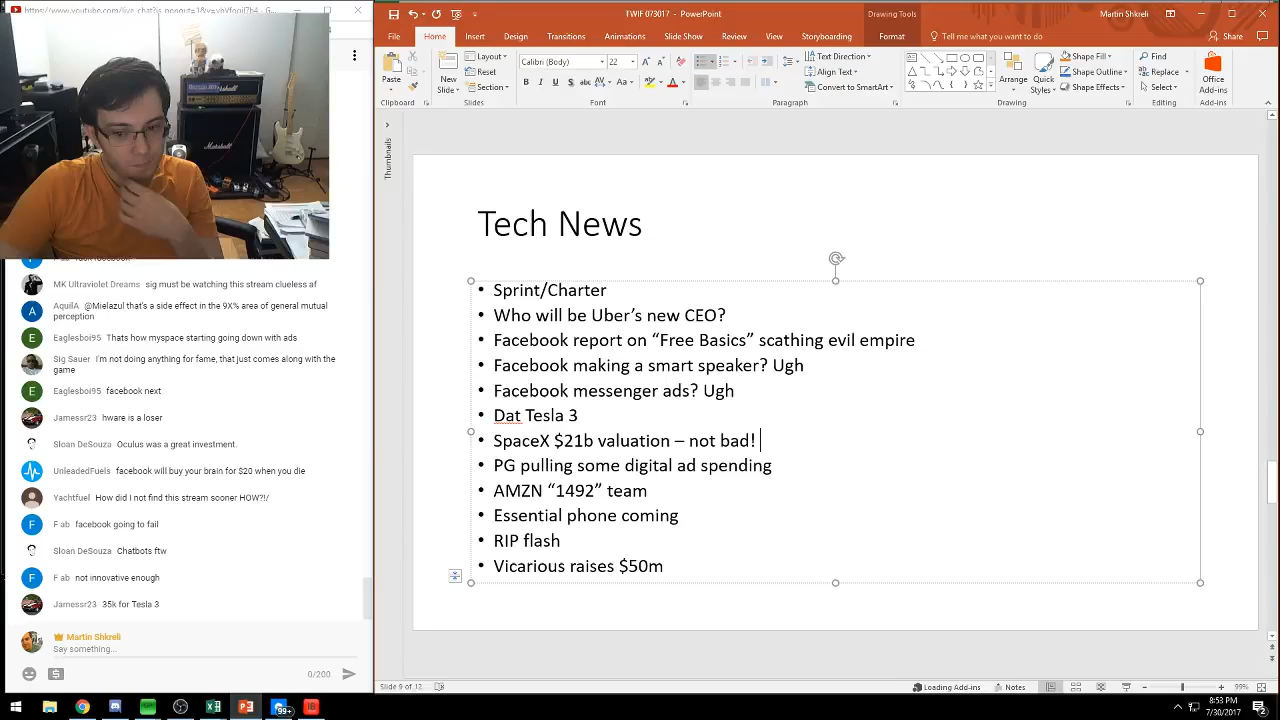 https://www.youtube.com/live_chat?is_popout=1&v=
TWIF 073017 - PowerPoint
Drawing Tools
Martin Shkreli
File
Home
Insert
Design
Transitions
Animations
Slide Show
Review
View
Storyboarding
Format
Tell me what you want to do...
Share
Paste
Clipboard
New
Slide
Layout
Reset
Section
Slides
Calibri (Body)
22
Font
Text Direction
Align Text
Convert to SmartArt
Paragraph
Arrange
Quick
Styles
Shape Fill
Shape Outline
Shape Effects
Drawing
Find
Replace
Select
Editing
Office
Add-ins
Add-ins
Thumbnails
Marshall
Marshall
MK Ultraviolet Dreams sig must be watching this stream clueless af
A
AquilA @Mielazul that's a side effect in the 9X% area of general mutual
perception
E
Eaglesboi95 Thats how myspace starting going down with ads
Sig Sauer I'm not doing anything for fame, that just comes along with the
game
E
Eaglesboi95 facebook next
Jamessr23 hware is a loser
Sloan DeSouza Oculus was a great investment.
UnleadedFuels facebook will buy your brain for $20 when you die
Yachtfuel How did I not find this stream sooner HOW?!/
F
F ab facebook going to fail
Sloan DeSouza Chatbots ftw
F
F ab not innovative enough
Jamessr23 35k for Tesla 3
Martin Shkreli
Say something...
0/200
Tech News
• Sprint/Charter
• Who will be Uber's new CEO?
• Facebook report on “Free Basics” scathing evil empire
• Facebook making a smart speaker? Ugh
• Facebook messenger ads? Ugh
• Dat Tesla 3
• SpaceX $21b valuation – not bad!
• PG pulling some digital ad spending
• AMZN “1492” team
• Essential phone coming
• RIP flash
• Vicarious raises $50m
Slide 9 of 12
Loading Add-ins
Notes
99%
99+
8:53 PM
7/30/2017